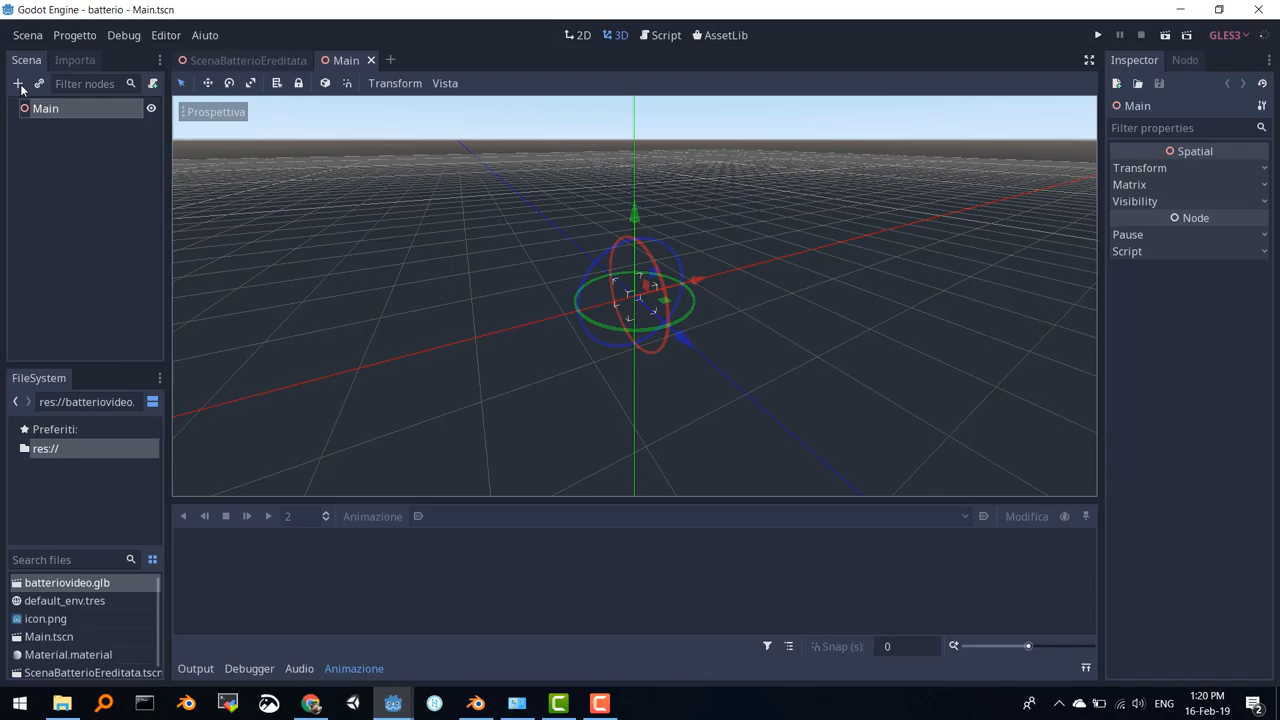 Godot Engine - batterio - Main.tscn
Scena Progetto Debug Editor Aiuto
2D 3D Script AssetLib
GLES3
Scena Importa
ScenaBatterioEreditata Main
Inspector Nodo
Filter nodes
Transform Vista
Main
Main
Prospettiva
Filter properties
Spatial
Transform
Matrix
Visibility
Node
Pause
Script
FileSystem
res://batteriovideo.
Preferiti:
res://
2 Animazione Modifica
Search files
batteriovideo.glb
default_env.tres
icon.png
Main.tscn
Material.material
ScenaBatterioEreditata.tscn
Snap (s): 0
Output Debugger Audio Animazione
ENG
1:20 PM
16-Feb-19
2